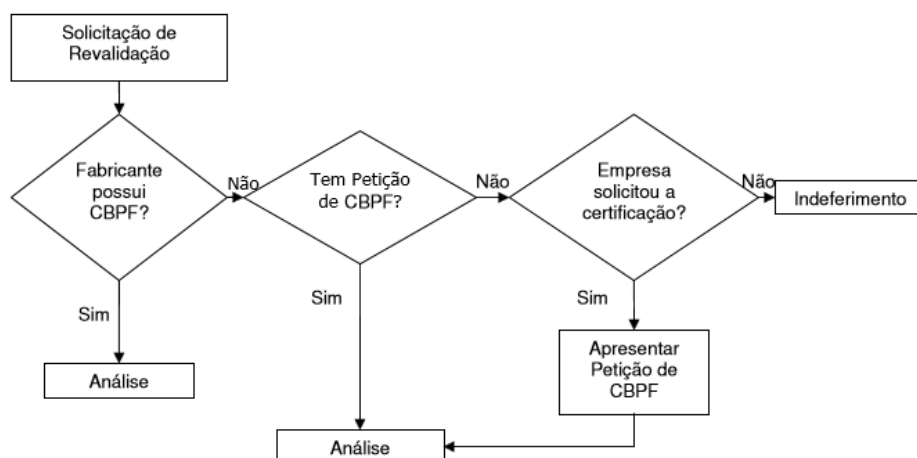 Solicitação de
Revalidação
Fabricante
possui
CBPF?
Não
Tem Petição
de CBPF?
Não
Empresa
solicitou a
certificação?
Não
Indeferimento
Sim
Sim
Sim
Análise
Apresentar
Petição de
CBPF
Análise